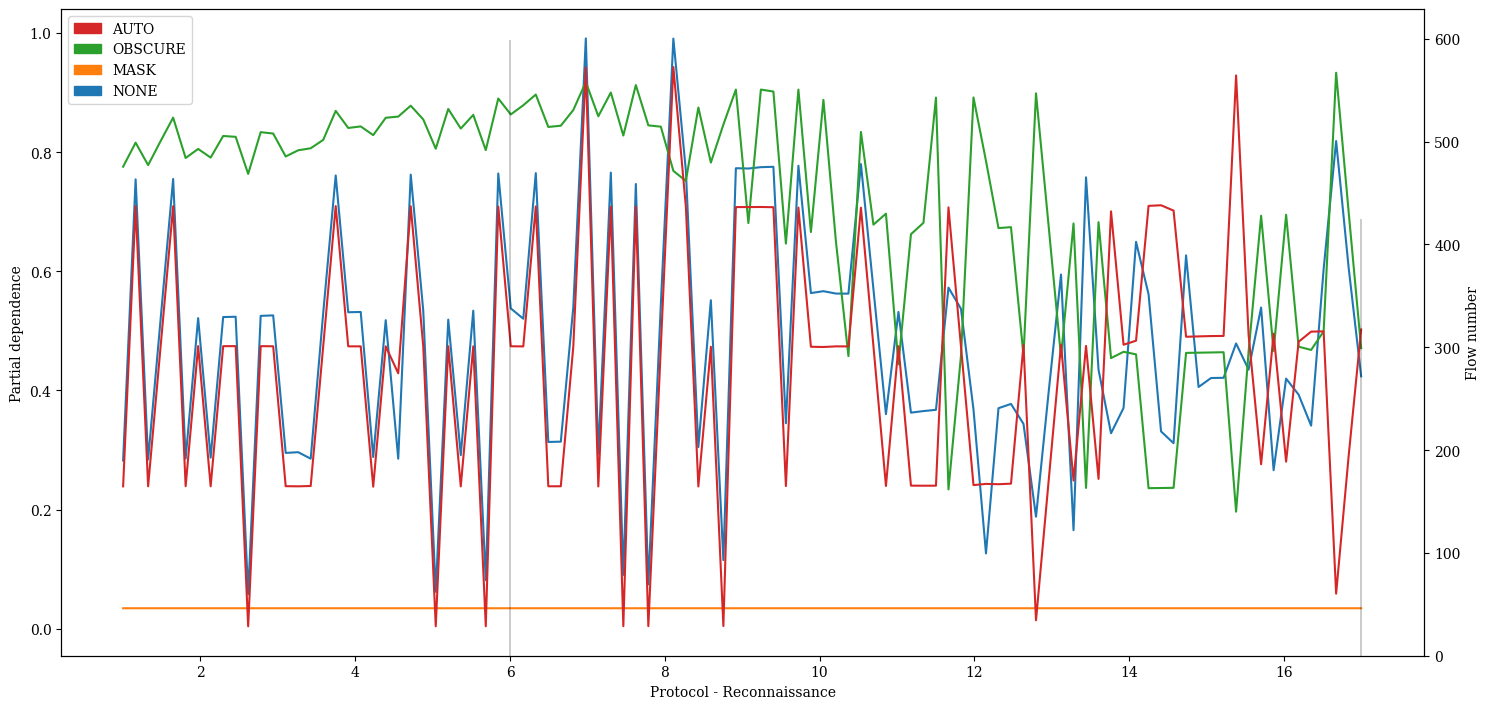 AUTO
OBSCURE
MASK
NONE
1.0
0.8
0.6
0.4
0.2
0.0
Partial dependence
2 4 6 8 10 12 14 16
Protocol - Reconnaissance
600
500
400
300
200
100
0
Flow number